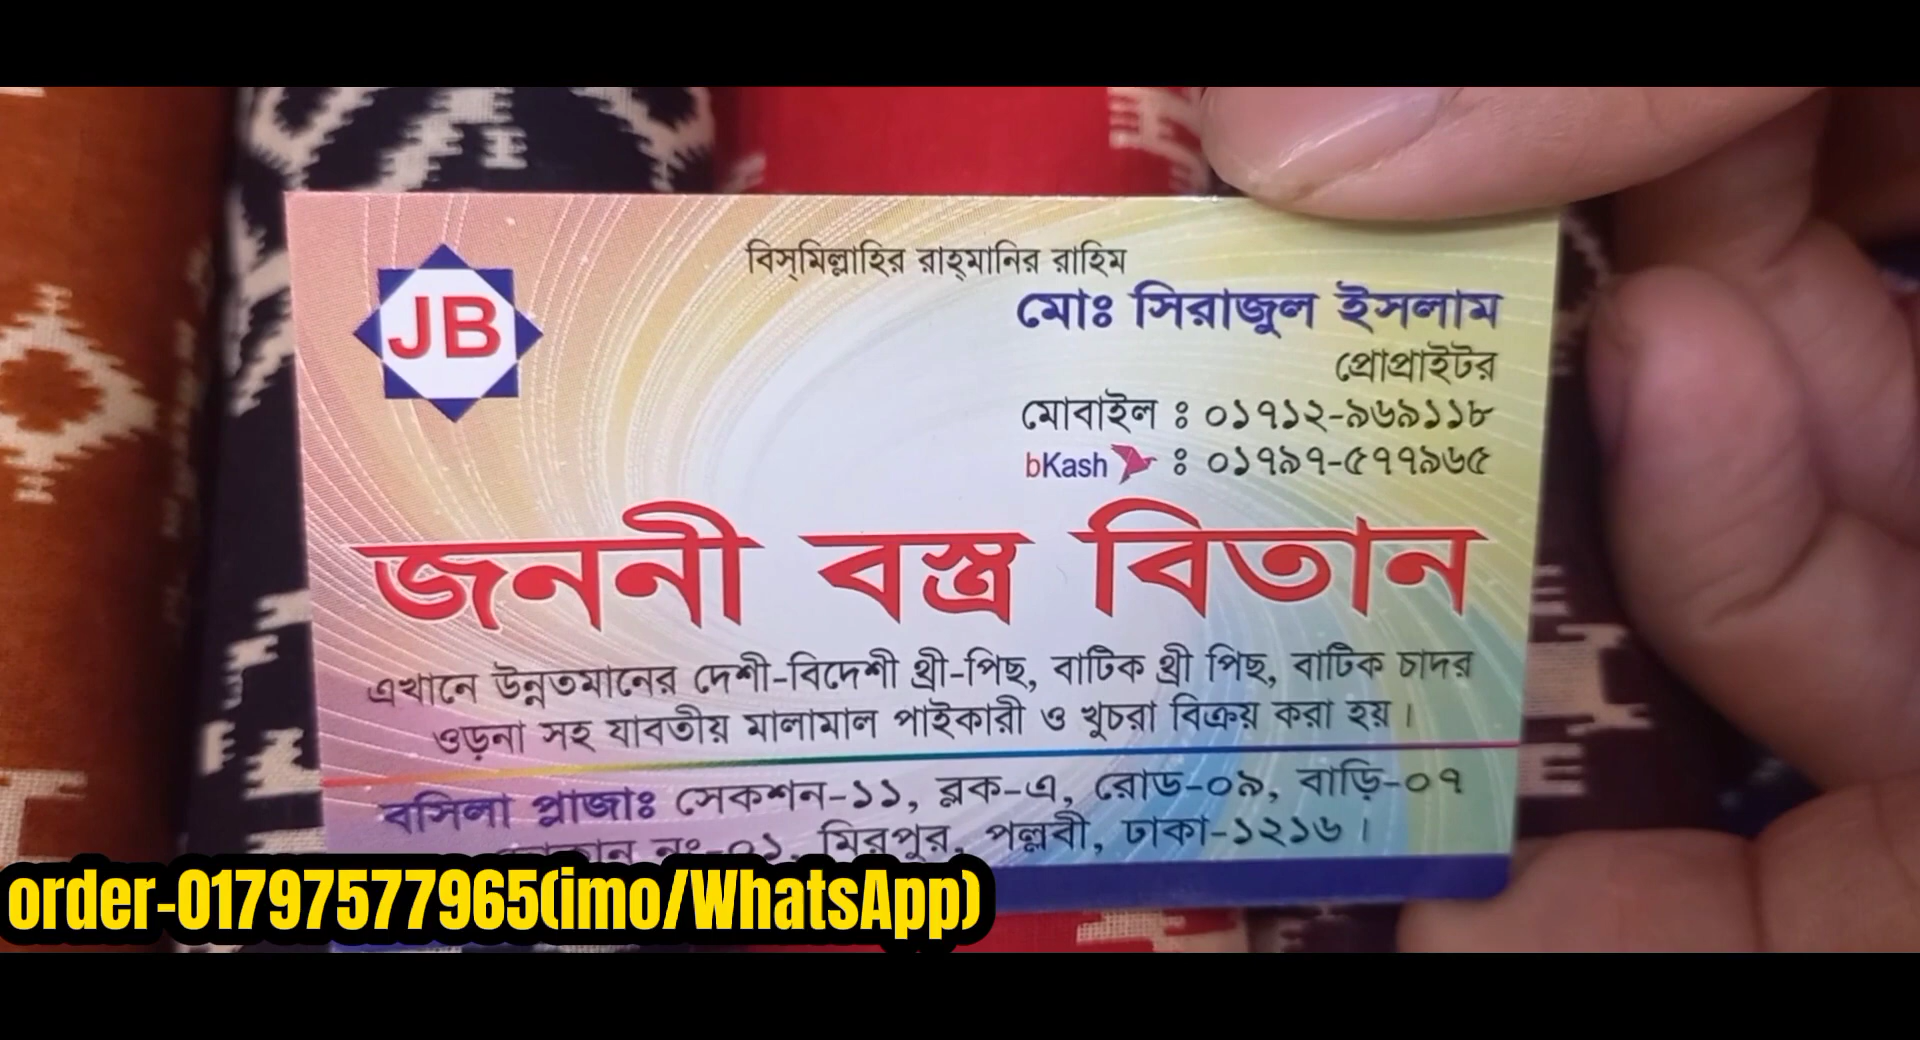 বিস্‌মিল্লাহির রাহ্‌মানির রাহিম
JB
মোঃ সিরাজুল ইসলাম
প্রোপ্রাইটর
মোবাইল ঃ ০১৭১২-৯৬৯১১৮
bKash ঃ ০১৭৯৭-৫৭৭৯৬৫
জননী বস্ত্র বিতান
এখানে উন্নতমানের দেশী-বিদেশী থ্রী-পিছ, বাটিক থ্রী পিছ, বাটিক চাদর
ওড়না সহ যাবতীয় মালামাল পাইকারী ও খুচরা বিক্রয় করা হয়।
বসিলা প্লাজাঃ সেকশন-১১, ব্লক-এ, রোড-০৯, বাড়ি-০৭
নং-০১, মিরপুর, পল্লবী, ঢাকা-১২১৬।
order-01797577965(imo/WhatsApp)